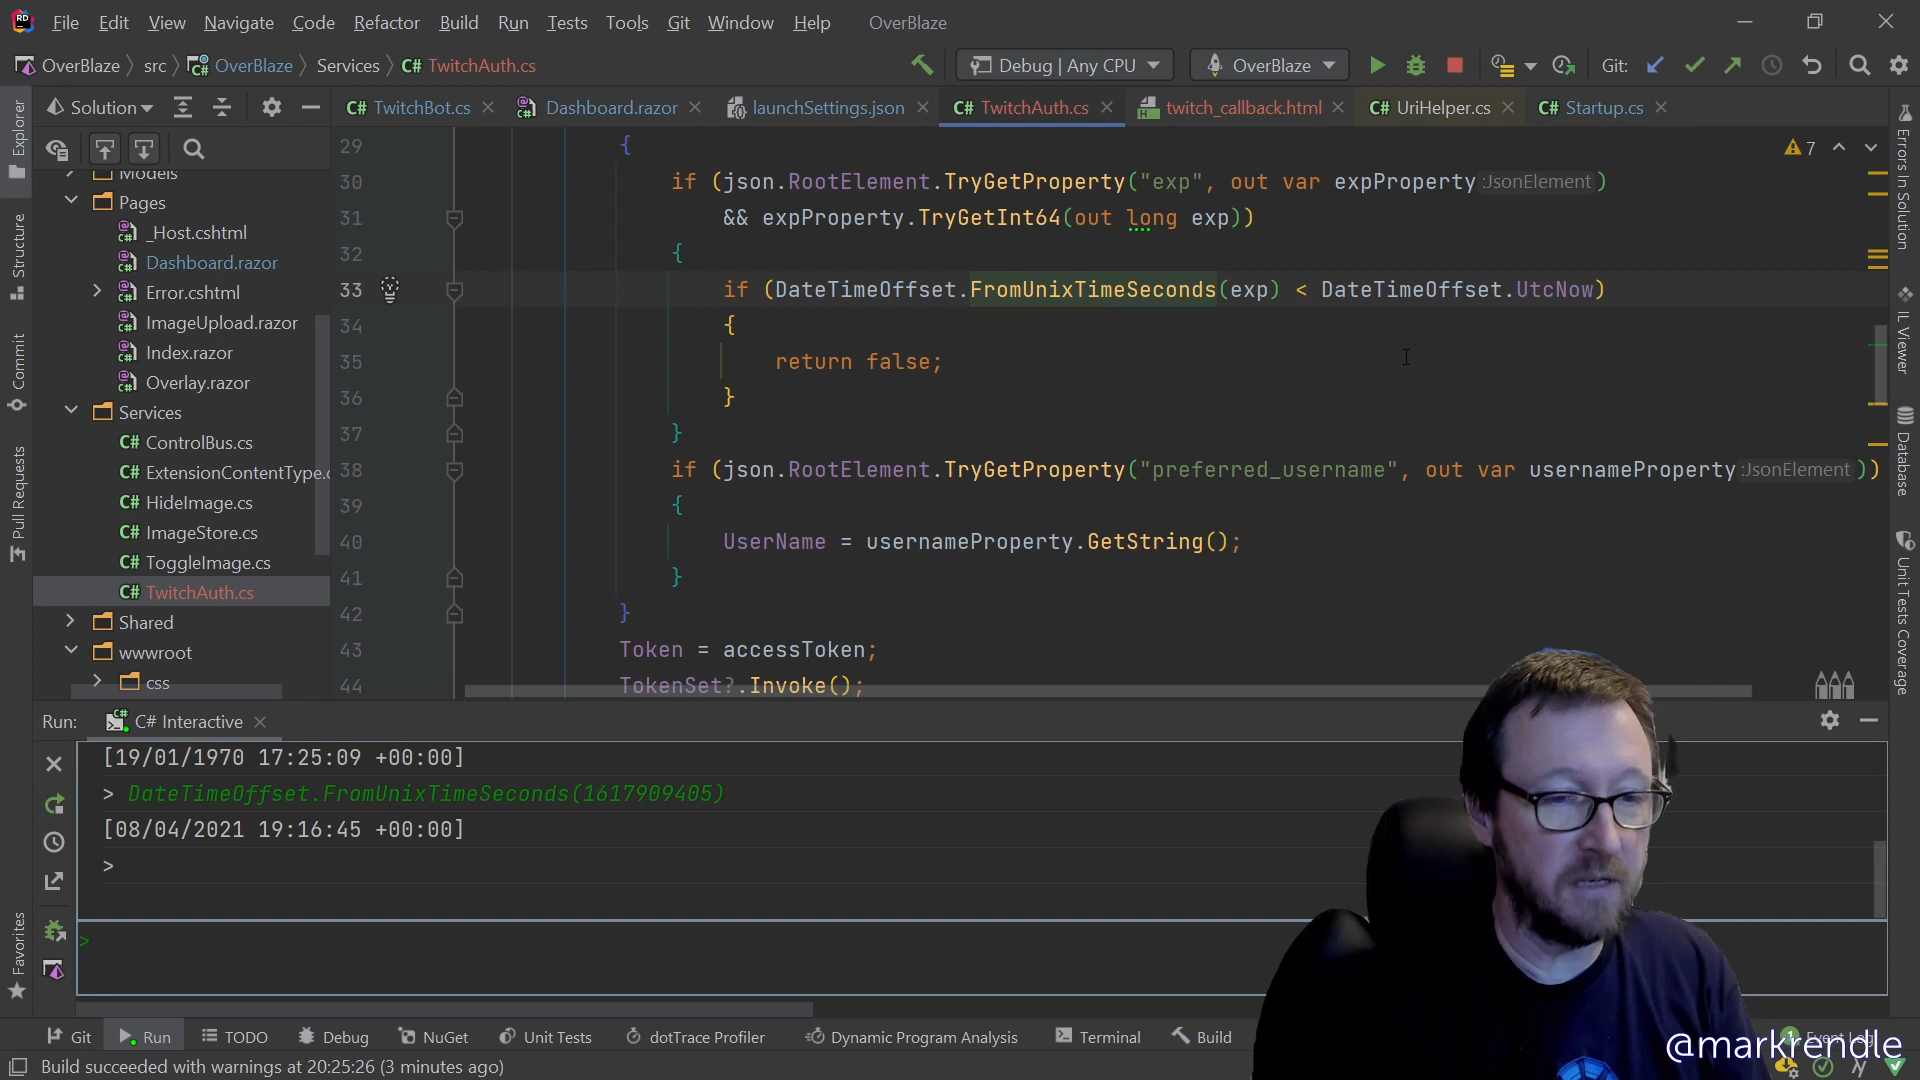 File Edit View Navigate Code Refactor Build Run Tests Tools Git Window Help OverBlaze
OverBlaze src OverBlaze Services C# TwitchAuth.cs Debug | Any CPU OverBlaze Git:
Solution C# TwitchBot.cs Dashboard.razor launchSettings.json C# TwitchAuth.cs twitch_callback.html C# UriHelper.cs C# Startup.cs
Explorer
Structure
Commit
Pull Requests
Favorites
Models
Pages
_Host.cshtml
Dashboard.razor
Error.cshtml
ImageUpload.razor
Index.razor
Overlay.razor
Services
C# ControlBus.cs
C# ExtensionContentType.c
C# HideImage.cs
C# ImageStore.cs
C# ToggleImage.cs
C# TwitchAuth.cs
Shared
wwwroot
css
7
29 {
30 if (json.RootElement.TryGetProperty("exp", out var expProperty :JsonElement)
31 && expProperty.TryGetInt64(out long exp))
32 {
33 if (DateTimeOffset.FromUnixTimeSeconds(exp) < DateTimeOffset.UtcNow)
34 {
35 return false;
36 }
37 }
38 if (json.RootElement.TryGetProperty("preferred_username", out var usernameProperty :JsonElement))
39 {
40 UserName = usernameProperty.GetString();
41 }
42 }
43 Token = accessToken;
44 TokenSet?.Invoke();
Errors In Solution
IL Viewer
Database
Unit Tests Coverage
Run: C# Interactive
[19/01/1970 17:25:09 +00:00]
> DateTimeOffset.FromUnixTimeSeconds(1617909405)
[08/04/2021 19:16:45 +00:00]
>
>
Git Run TODO Debug NuGet Unit Tests dotTrace Profiler Dynamic Program Analysis Terminal Build Event Log
@markrendle
Build succeeded with warnings at 20:25:26 (3 minutes ago)